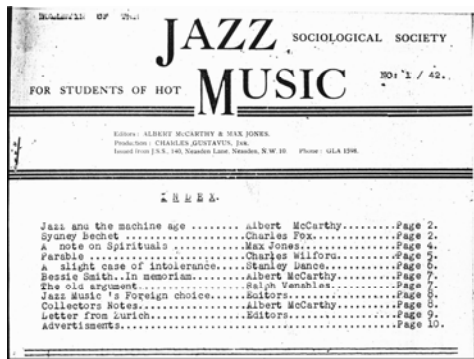 BULLETIN OF THE
JAZZ SOCIOLOGICAL SOCIETY
NO: 1 / 42.
FOR STUDENTS OF HOT MUSIC
Editors: ALBERT McCARTHY & MAX JONES.
Production: CHARLES GUSTAVUS, Jnr.
Issued from J.S.S., 140, Neasden Lane, Neasden, N.W.10. Phone: GLA 1598.
INDEX.
Jazz and the machine age ........ Albert McCarthy..........Page 2.
Sydney Bechet ...................Charles Fox..............Page 2.
A note on Spirituals ............Max Jones................Page 4.
Parable .........................Charles Wilford..........Page 5.
A slight case of intolerance.....Stanley Dance............Page 6.
Bessie Smith..In memoriam........Albert McCarthy..........Page 7.
The old argument.................Ralph Venables...........Page 7.
Jazz Music 's Foreign choice.....Editors..................Page 8.
Collectors Notes.................Albert McCarthy..........Page 8.
Letter from Zurich...............Editors..................Page 9.
Advertisments............................................Page 10.